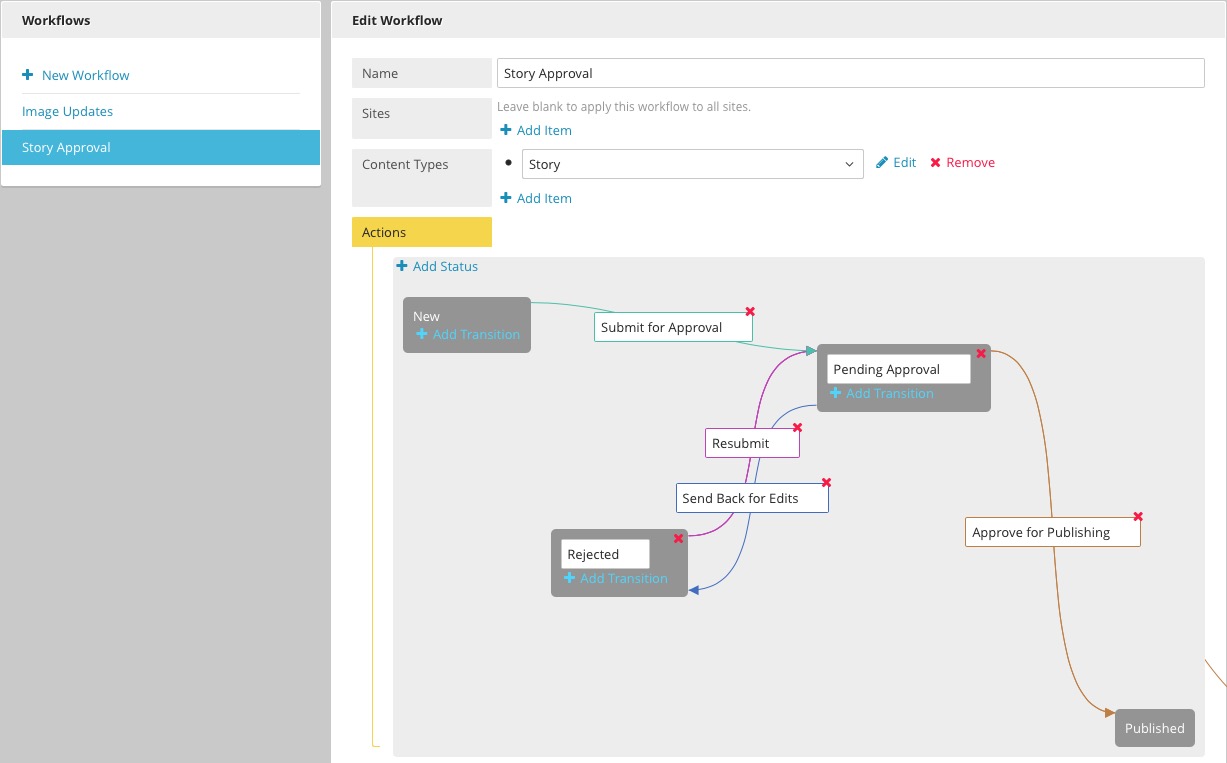 Workflows
New Workflow
Image Updates
Story Approval
Edit Workflow
Name
Story Approval
Sites
Leave blank to apply this workflow to all sites.
Add Item
Content Types
Story
Edit
Remove
Add Item
Actions
Add Status
New
Add Transition
Submit for Approval
Pending Approval
Add Transition
Resubmit
Send Back for Edits
Approve for Publishing
Rejected
Add Transition
Published